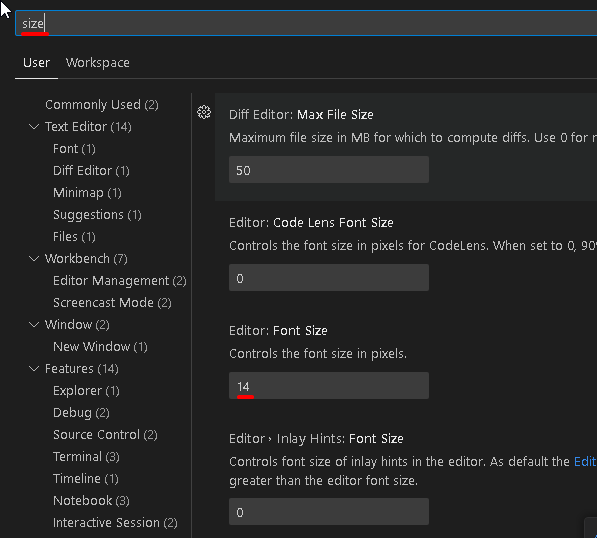 size
User Workspace
Commonly Used (2)
Text Editor (14)
Font (1)
Diff Editor (1)
Minimap (1)
Suggestions (1)
Files (1)
Workbench (7)
Editor Management (2)
Screencast Mode (2)
Window (2)
New Window (1)
Features (14)
Explorer (1)
Debug (2)
Source Control (2)
Terminal (3)
Timeline (1)
Notebook (3)
Interactive Session (2)
Diff Editor: Max File Size
Maximum file size in MB for which to compute diffs. Use 0 for
50
Editor: Code Lens Font Size
Controls the font size in pixels for CodeLens. When set to 0, 90
0
Editor: Font Size
Controls the font size in pixels.
14
Editor › Inlay Hints: Font Size
Controls font size of inlay hints in the editor. As default the Edit
greater than the editor font size.
0